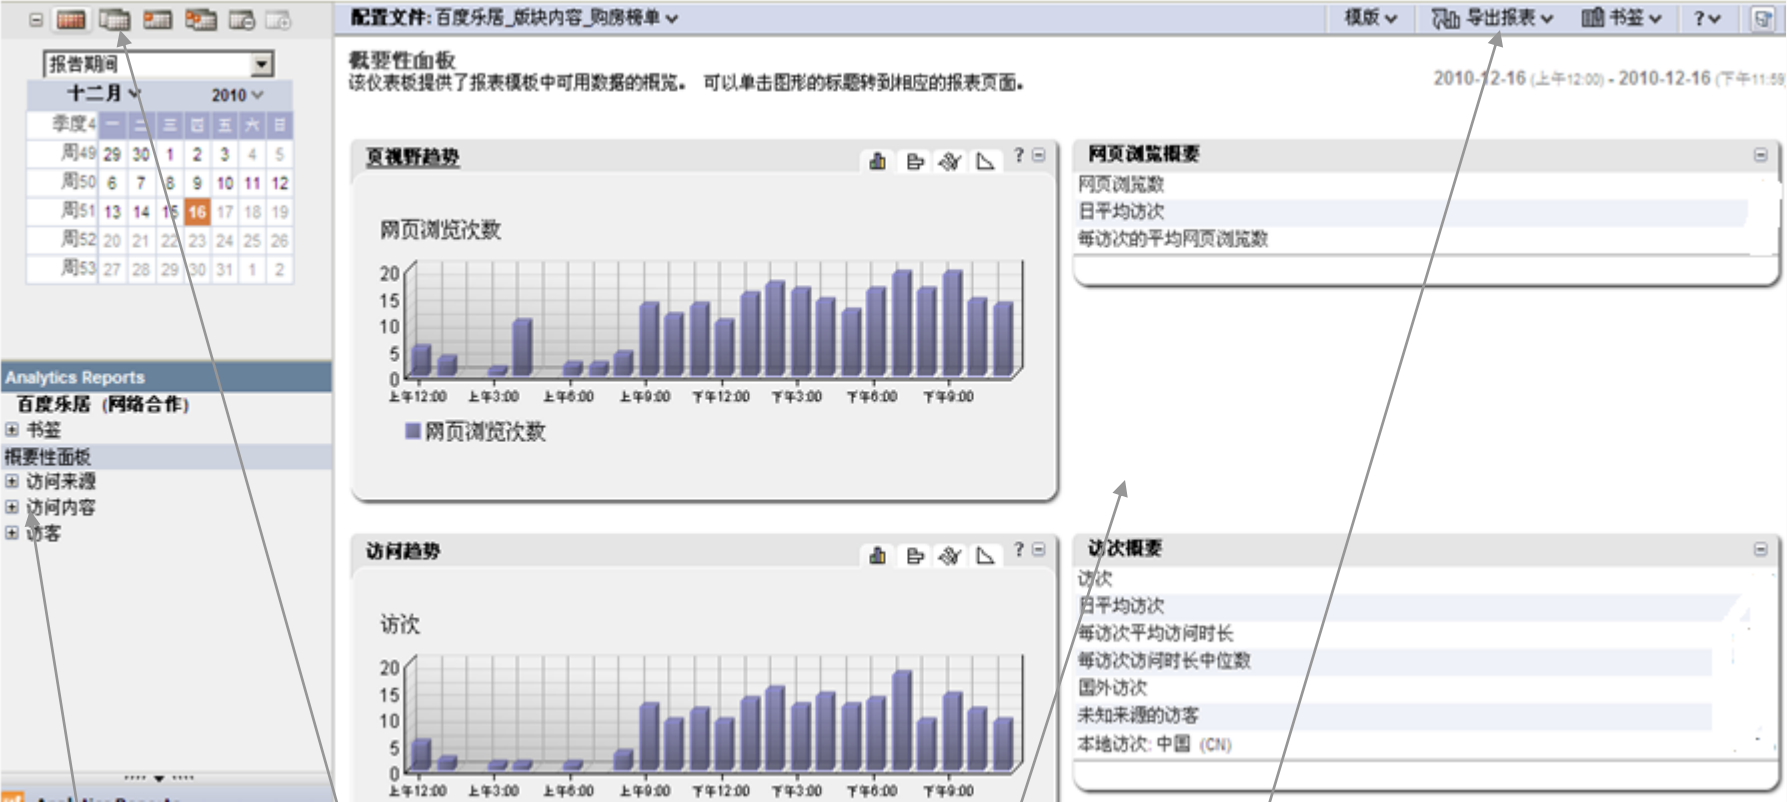 配置文件: 百度乐居_版块内容_购房榜单
模版
导出报表
书签
?
报告期间
十二月 2010
季度4 一 二 三 四 五 六 日
周49 29 30 1 2 3 4 5
周50 6 7 8 9 10 11 12
周51 13 14 15 16 17 18 19
周52 20 21 22 23 24 25 26
周53 27 28 29 30 31 1 2
Analytics Reports
百度乐居 (网络合作)
书签
概要性面板
访问来源
访问内容
访客
Analytics Reports
概要性面板
该仪表板提供了报表模板中可用数据的概览。 可以单击图形的标题转到相应的报表页面。
2010-12-16 (上午12:00) - 2010-12-16 (下午11:59
页视野趋势
?
网页浏览次数
20
15
10
5
0
上午12:00 上午3:00 上午6:00 上午9:00 下午12:00 下午3:00 下午6:00 下午9:00
网页浏览次数
网页浏览概要
网页浏览数
日平均访次
每访次的平均网页浏览数
访问趋势
?
访次
20
15
10
5
0
上午12:00 上午3:00 上午6:00 上午9:00 下午12:00 下午3:00 下午6:00 下午9:00
访次概要
访次
日平均访次
每访次平均访问时长
每访次访问时长中位数
国外访次
未知来源的访客
本地访次: 中国 (CN)